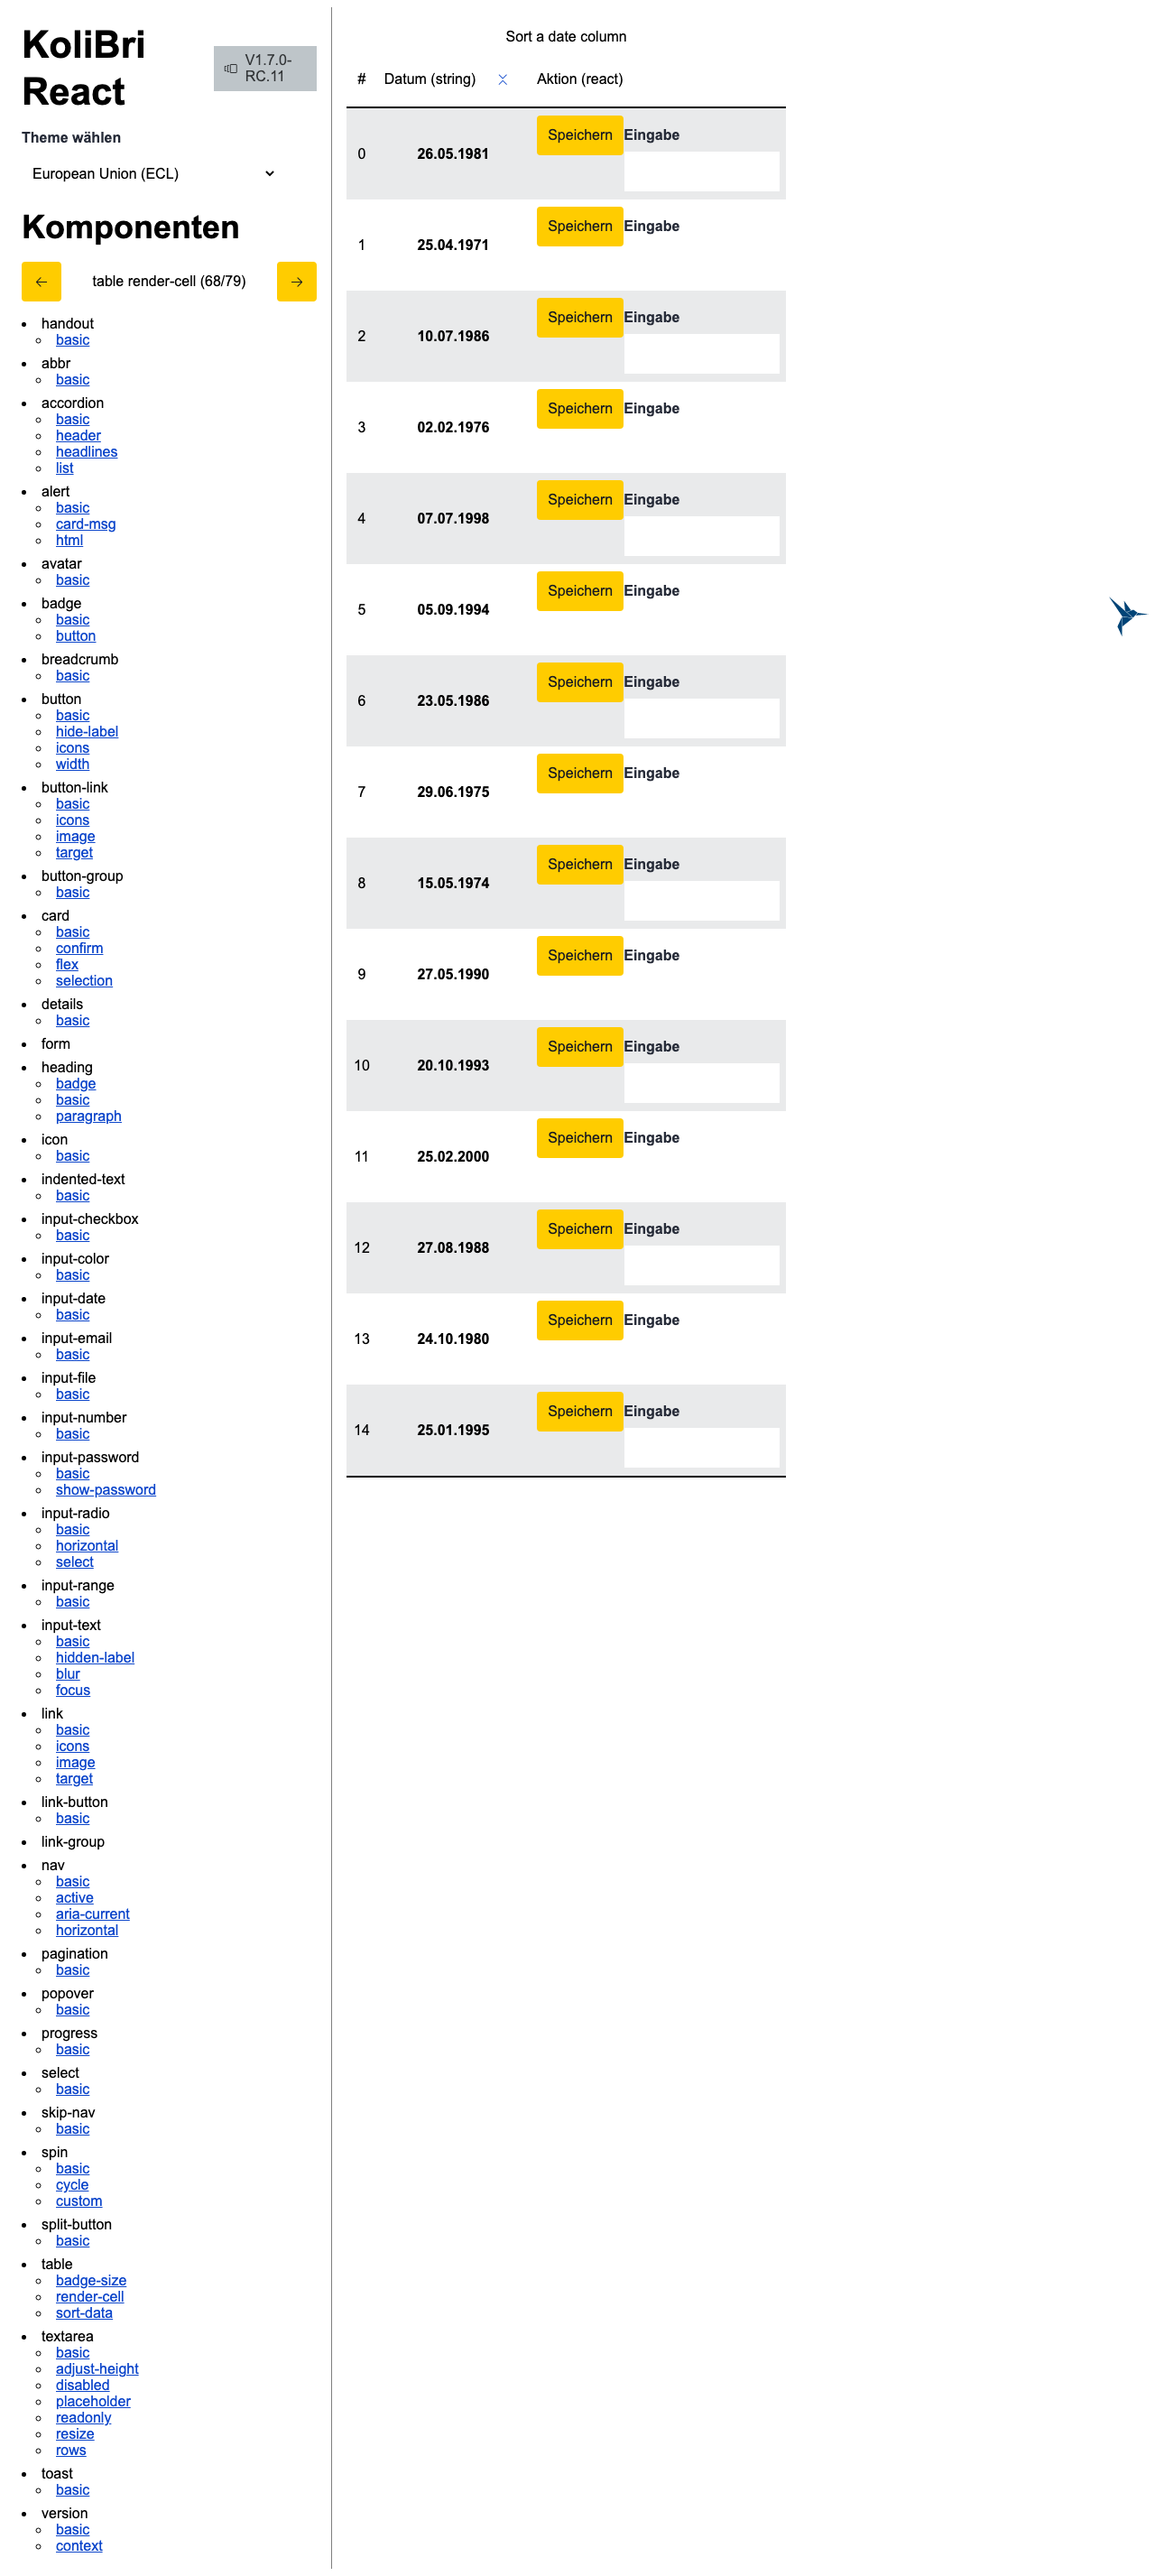 KoliBri
React
V1.7.0-
RC.11
Theme wählen
European Union (ECL)
Komponenten
table render-cell (68/79)
handout
basic
abbr
basic
accordion
basic
header
headlines
list
alert
basic
card-msg
html
avatar
basic
badge
basic
button
breadcrumb
basic
button
basic
hide-label
icons
width
button-link
basic
icons
image
target
button-group
basic
card
basic
confirm
flex
selection
details
basic
form
heading
badge
basic
paragraph
icon
basic
indented-text
basic
input-checkbox
basic
input-color
basic
input-date
basic
input-email
basic
input-file
basic
input-number
basic
input-password
basic
show-password
input-radio
basic
horizontal
select
input-range
basic
input-text
basic
hidden-label
blur
focus
link
basic
icons
image
target
link-button
basic
link-group
nav
basic
active
aria-current
horizontal
pagination
basic
popover
basic
progress
basic
select
basic
skip-nav
basic
spin
basic
cycle
custom
split-button
basic
table
badge-size
render-cell
sort-data
textarea
basic
adjust-height
disabled
placeholder
readonly
resize
rows
toast
basic
version
basic
context
Sort a date column
# Datum (string) Aktion (react)
0 26.05.1981 Speichern Eingabe
1 25.04.1971 Speichern Eingabe
2 10.07.1986 Speichern Eingabe
3 02.02.1976 Speichern Eingabe
4 07.07.1998 Speichern Eingabe
5 05.09.1994 Speichern Eingabe
6 23.05.1986 Speichern Eingabe
7 29.06.1975 Speichern Eingabe
8 15.05.1974 Speichern Eingabe
9 27.05.1990 Speichern Eingabe
10 20.10.1993 Speichern Eingabe
11 25.02.2000 Speichern Eingabe
12 27.08.1988 Speichern Eingabe
13 24.10.1980 Speichern Eingabe
14 25.01.1995 Speichern Eingabe